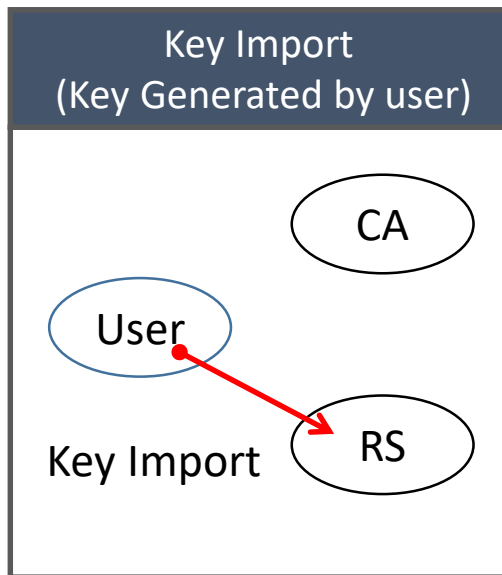 Key Import
(Key Generated by user)
CA
User
Key Import
RS